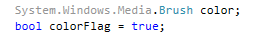 System.Windows.Media.Brush color;
bool colorFlag = true;